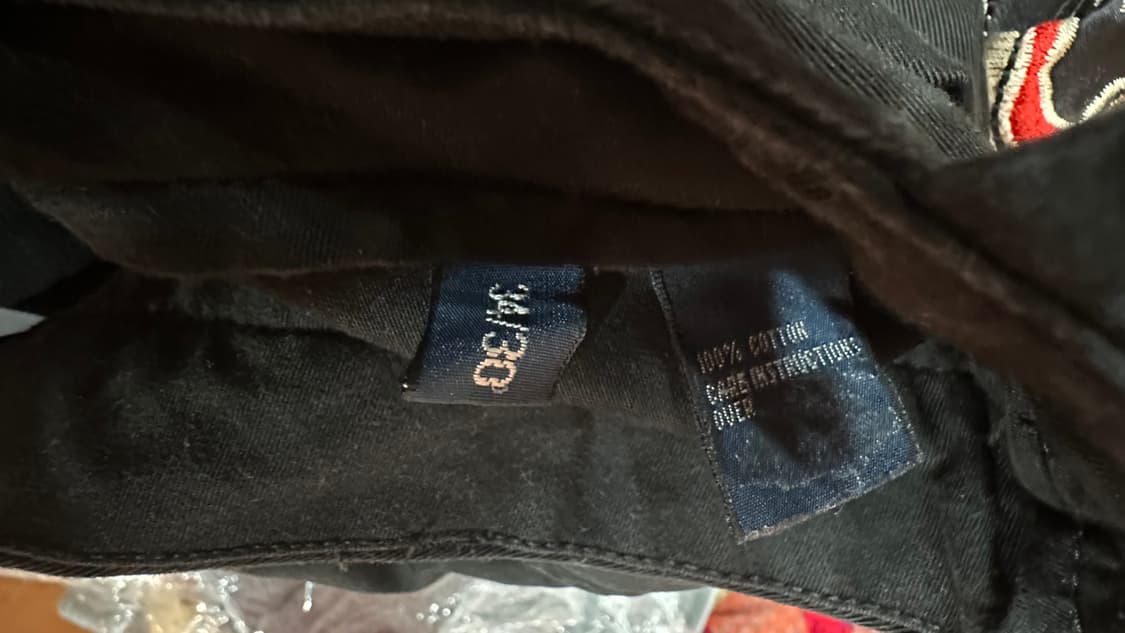 34/30
100% COTTON
CARE INSTRUCTIONS
OVER